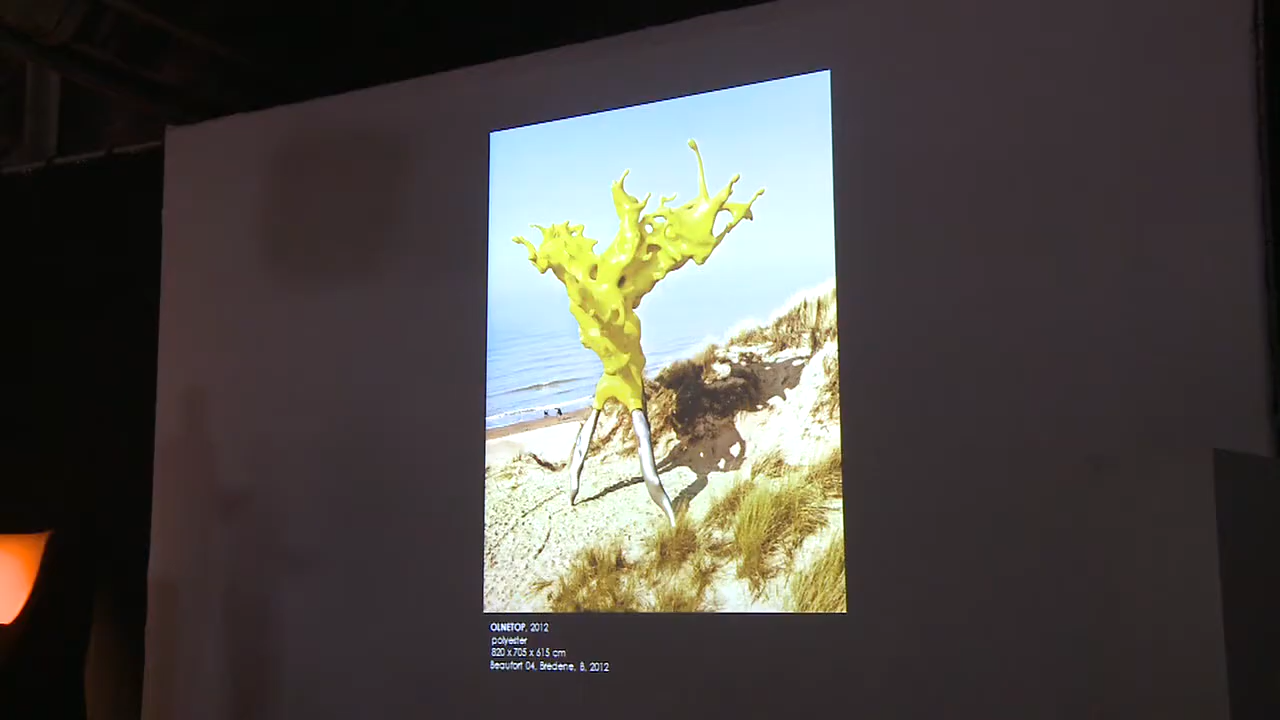 OLNETOP, 2012
polyester
820 x 705 x 615 cm
Beaufort 04, Bredene, B, 2012